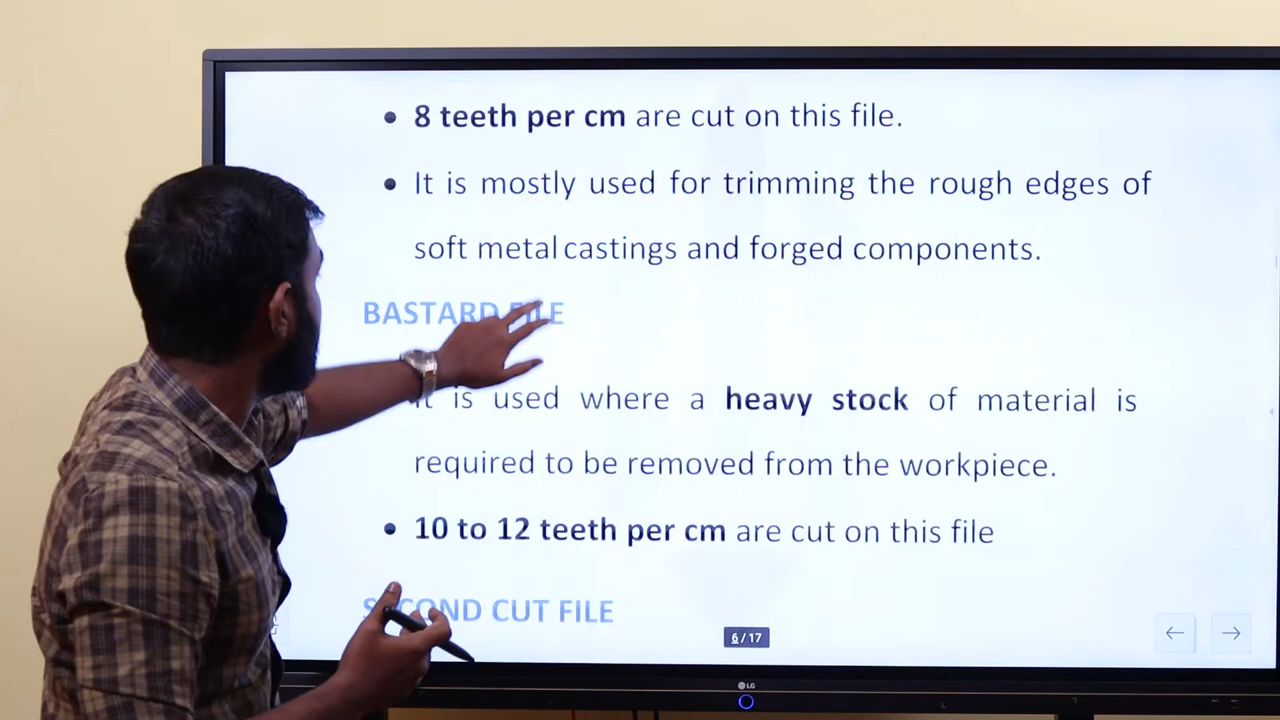 8 teeth per cm are cut on this file.
It is mostly used for trimming the rough edges of
soft metal castings and forged components.
BASTARD FILE
It is used where a heavy stock of material is
required to be removed from the workpiece.
10 to 12 teeth per cm are cut on this file
SECOND CUT FILE
6 / 17
LG